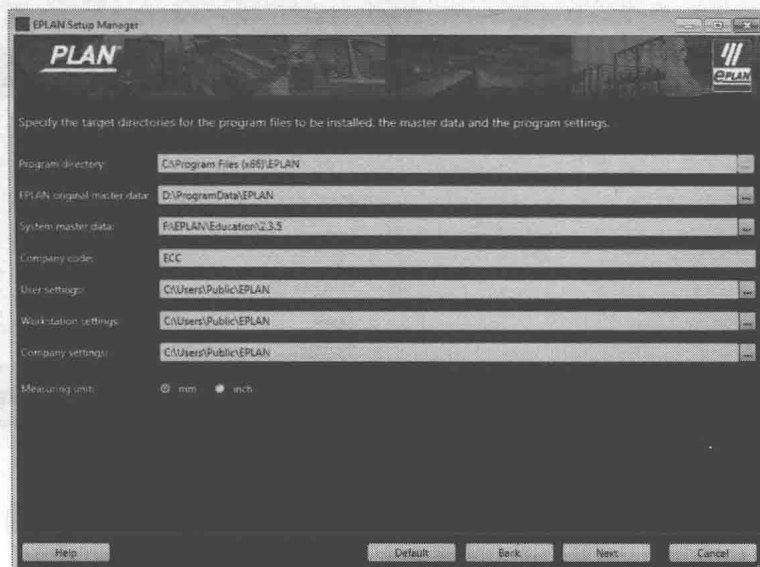 EPLAN Setup Manager
PLAN
ePLAN
Specify the target directories for the program files to be installed, the master data and the program settings.
Program directory: C:\Program Files (x86)\EPLAN ...
EPLAN original master data: D:\ProgramData\EPLAN ...
System master data: F:\EPLAN\Education\2.3.5 ...
Company code: ECC
User settings: C:\Users\Public\EPLAN ...
Workstation settings: C:\Users\Public\EPLAN ...
Company settings: C:\Users\Public\EPLAN ...
Measuring unit: mm inch
Help Default Back Next Cancel